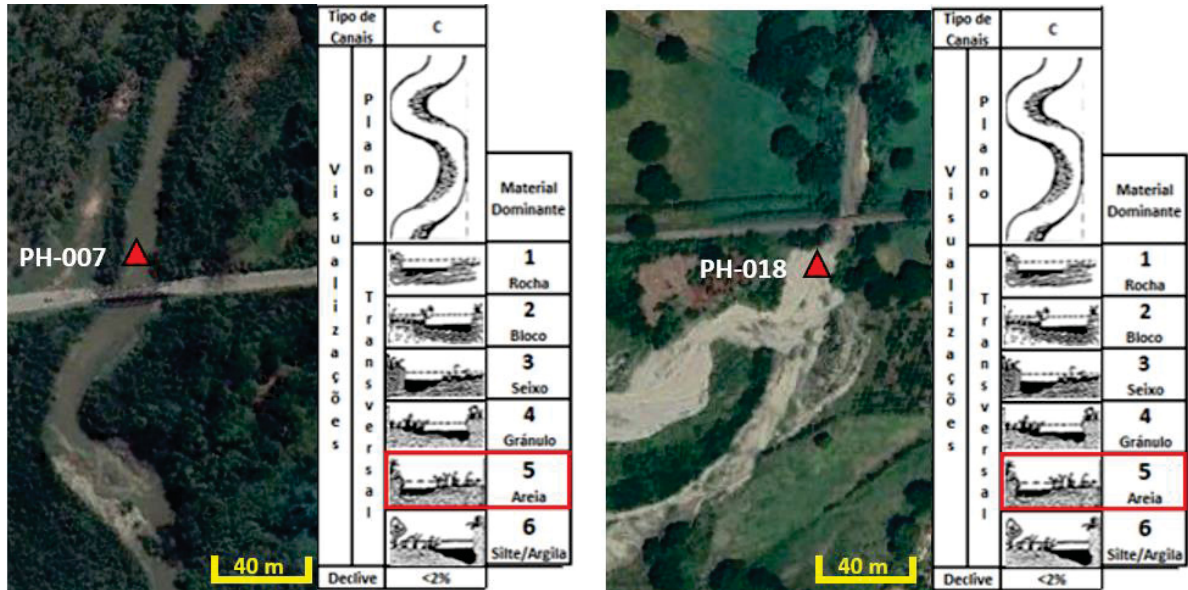 PH-007
40 m
Tipo de
Canais
C
Visualizações
Plano
Transversal
Material
Dominante
1
Rocha
2
Bloco
3
Seixo
4
Gránulo
5
Areia
6
Silte/Argila
Declive
<2%
PH-018
40 m
Tipo de
Canais
C
Visualizações
Plano
Transversal
Material
Dominante
1
Rocha
2
Bloco
3
Seixo
4
Gránulo
5
Areia
6
Silte/Argila
Declive
<2%